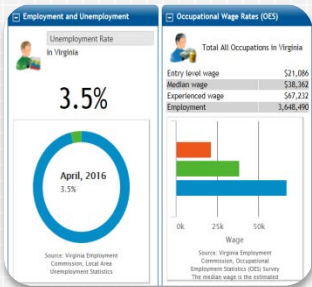 Employment and Unemployment
Unemployment Rate
in Virginia
3.5%
April, 2016
3.5%
Source: Virginia Employment
Commission, Local Area
Unemployment Statistics
Occupational Wage Rates (OES)
Total All Occupations in Virginia
Entry level wage $21,086
Median wage $38,362
Experienced wage $67,232
Employment 3,648,490
0k 25k 50k
Wage
Source: Virginia Employment
Commission, Occupational
Employment Statistics (OES) Survey
The median wage is the estimated